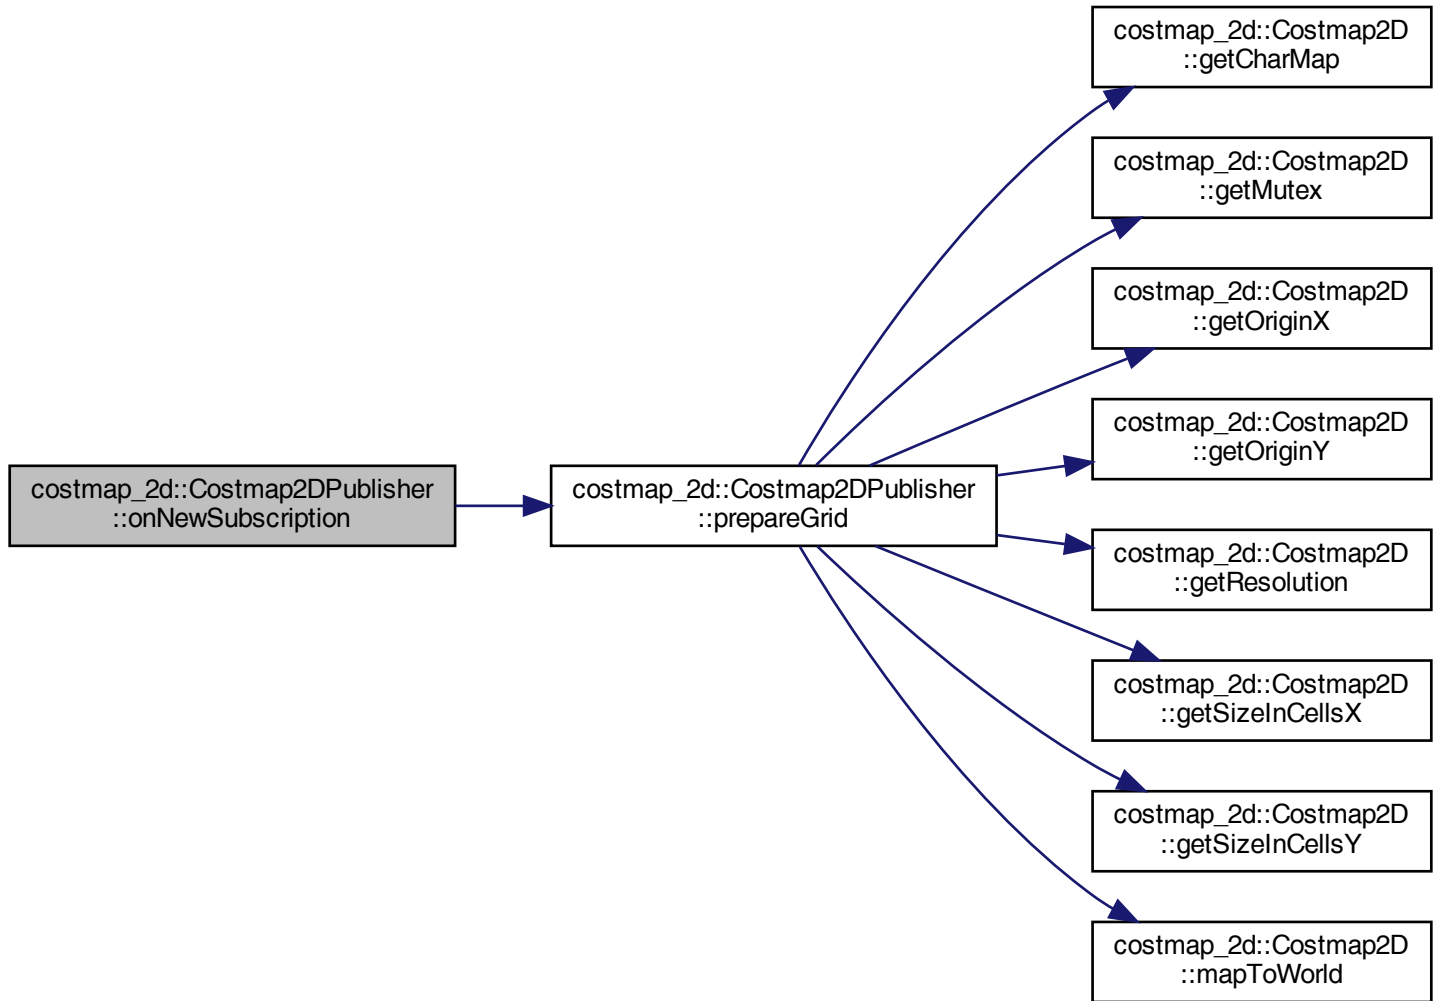 costmap_2d::Costmap2D
::getCharMap
costmap_2d::Costmap2D
::getMutex
costmap_2d::Costmap2D
::getOriginX
costmap_2d::Costmap2D
::getOriginY
costmap_2d::Costmap2DPublisher
::onNewSubscription
costmap_2d::Costmap2DPublisher
::prepareGrid
costmap_2d::Costmap2D
::getResolution
costmap_2d::Costmap2D
::getSizeInCellsX
costmap_2d::Costmap2D
::getSizeInCellsY
costmap_2d::Costmap2D
::mapToWorld